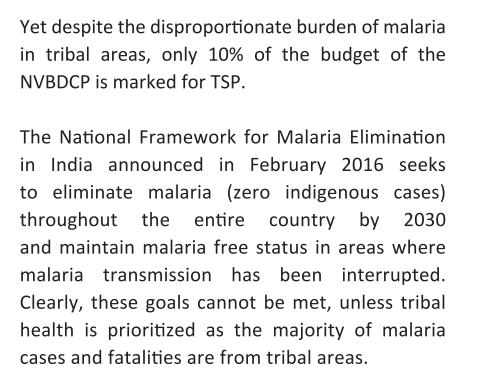 Yet despite the disproportionate burden of malaria
in tribal areas, only 10% of the budget of the
NVBDCP is marked for TSP.
The National Framework for Malaria Elimination
in India announced in February 2016 seeks
to eliminate malaria (zero indigenous cases)
throughout the entire country by 2030
and maintain malaria free status in areas where
malaria transmission has been interrupted.
Clearly, these goals cannot be met, unless tribal
health is prioritized as the majority of malaria
cases and fatalities are from tribal areas.